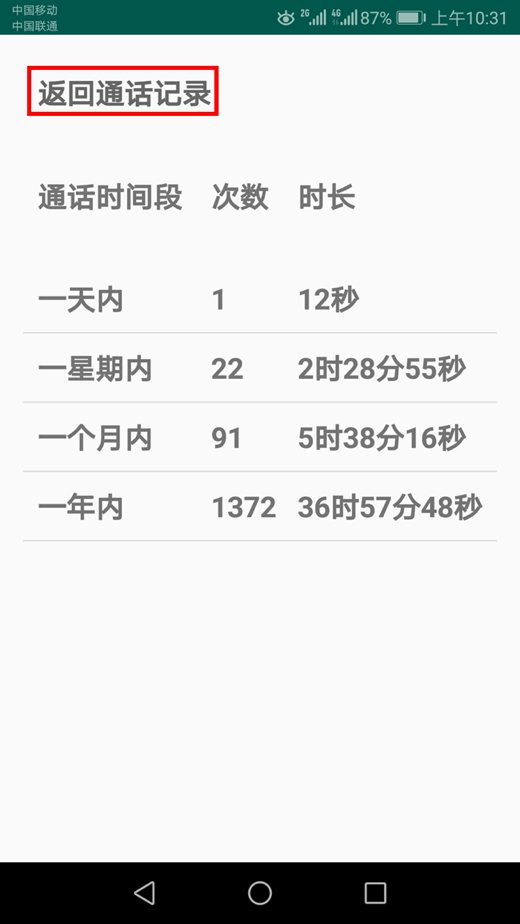 中国移动
中国联通
2G 4G 87% 上午10:31
返回通话记录
通话时间段 次数 时长
一天内 1 12秒
一星期内 22 2时28分55秒
一个月内 91 5时38分16秒
一年内 1372 36时57分48秒